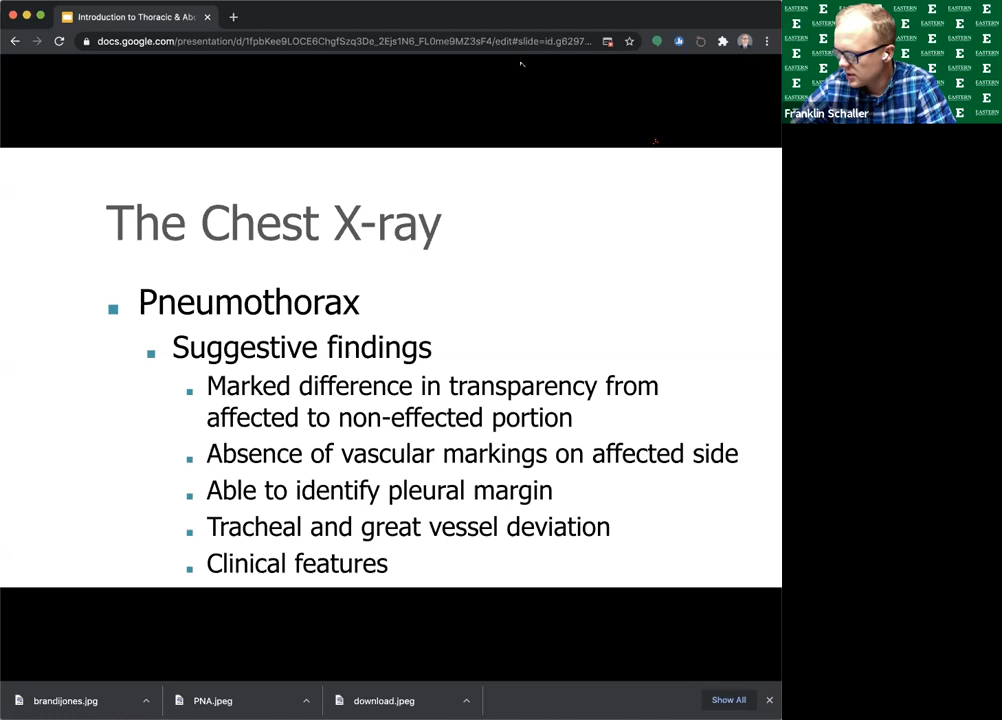 Introduction to Thoracic & Abd
docs.google.com/presentation/d/1fpbKee9LOCE6ChgfSzq3De_2Ejs1N6_FL0me9MZ3sF4/edit#slide=id.g6297...
EASTERN
E
Franklin Schaller
The Chest X-ray
Pneumothorax
Suggestive findings
Marked difference in transparency from
affected to non-effected portion
Absence of vascular markings on affected side
Able to identify pleural margin
Tracheal and great vessel deviation
Clinical features
brandijones.jpg
PNA.jpeg
download.jpeg
Show All